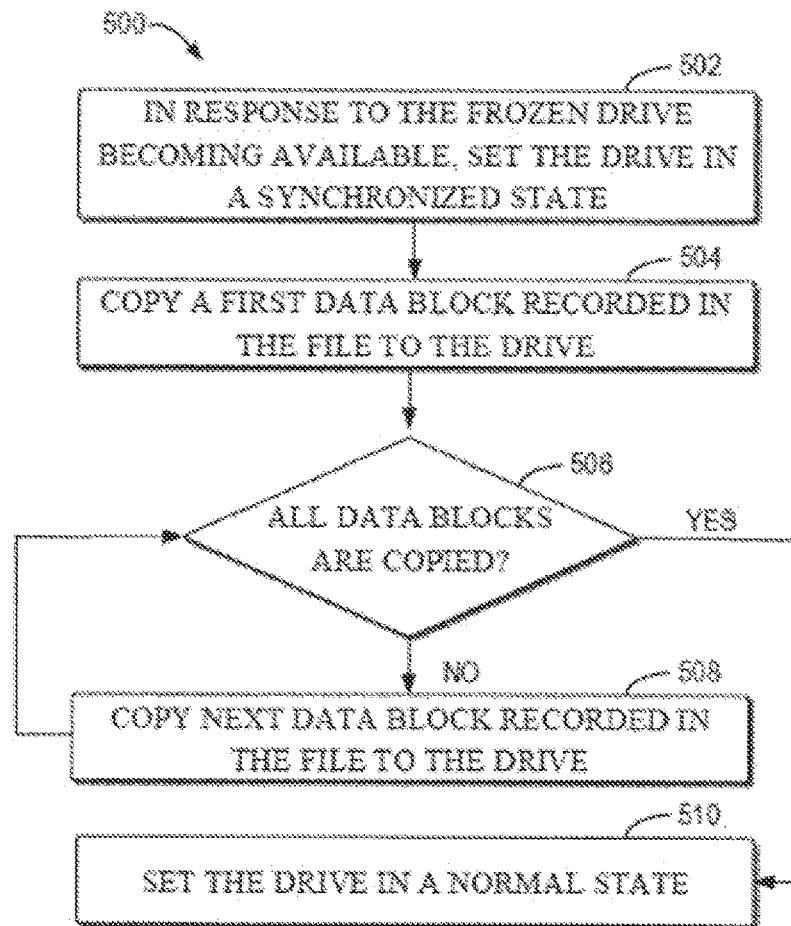 500
502
IN RESPONSE TO THE FROZEN DRIVE
BECOMING AVAILABLE, SET THE DRIVE IN
A SYNCHRONIZED STATE
504
COPY A FIRST DATA BLOCK RECORDED IN
THE FILE TO THE DRIVE
506
ALL DATA BLOCKS
ARE COPIED?
YES
NO
508
COPY NEXT DATA BLOCK RECORDED IN
THE FILE TO THE DRIVE
510
SET THE DRIVE IN A NORMAL STATE